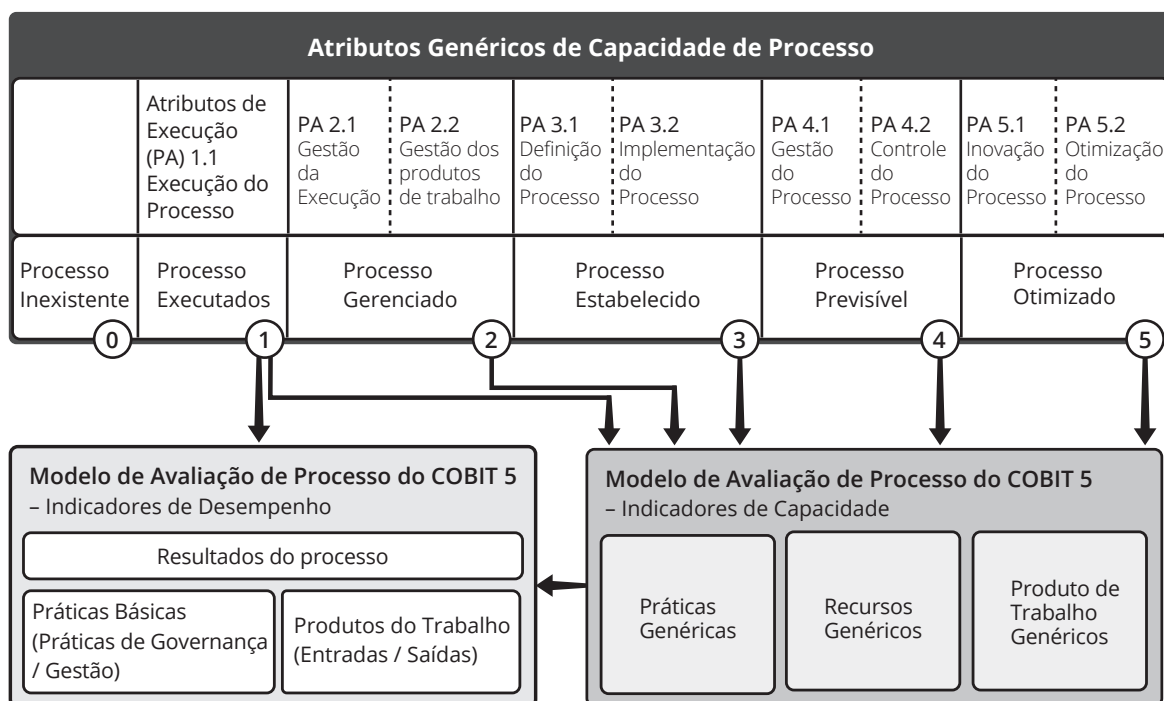 Atributos Genéricos de Capacidade de Processo
Atributos de
Execução
(PA) 1.1
Execução do
Processo
PA 2.1
Gestão
da
Execução
PA 2.2
Gestão dos
produtos
de trabalho
PA 3.1
Definição
do
Processo
PA 3.2
Implementação
do
Processo
PA 4.1
Gestão
do
Processo
PA 4.2
Controle
do
Processo
PA 5.1
Inovação
do
Processo
PA 5.2
Otimização
do
Processo
Processo
Inexistente
Processo
Executados
Processo
Gerenciado
Processo
Estabelecido
Processo
Previsível
Processo
Otimizado
0
1
2
3
4
5
Modelo de Avaliação de Processo do COBIT 5
– Indicadores de Desempenho
Resultados do processo
Práticas Básicas
(Práticas de Governança
/ Gestão)
Produtos do Trabalho
(Entradas / Saídas)
Modelo de Avaliação de Processo do COBIT 5
– Indicadores de Capacidade
Práticas
Genéricas
Recursos
Genéricos
Produto de
Trabalho
Genéricos